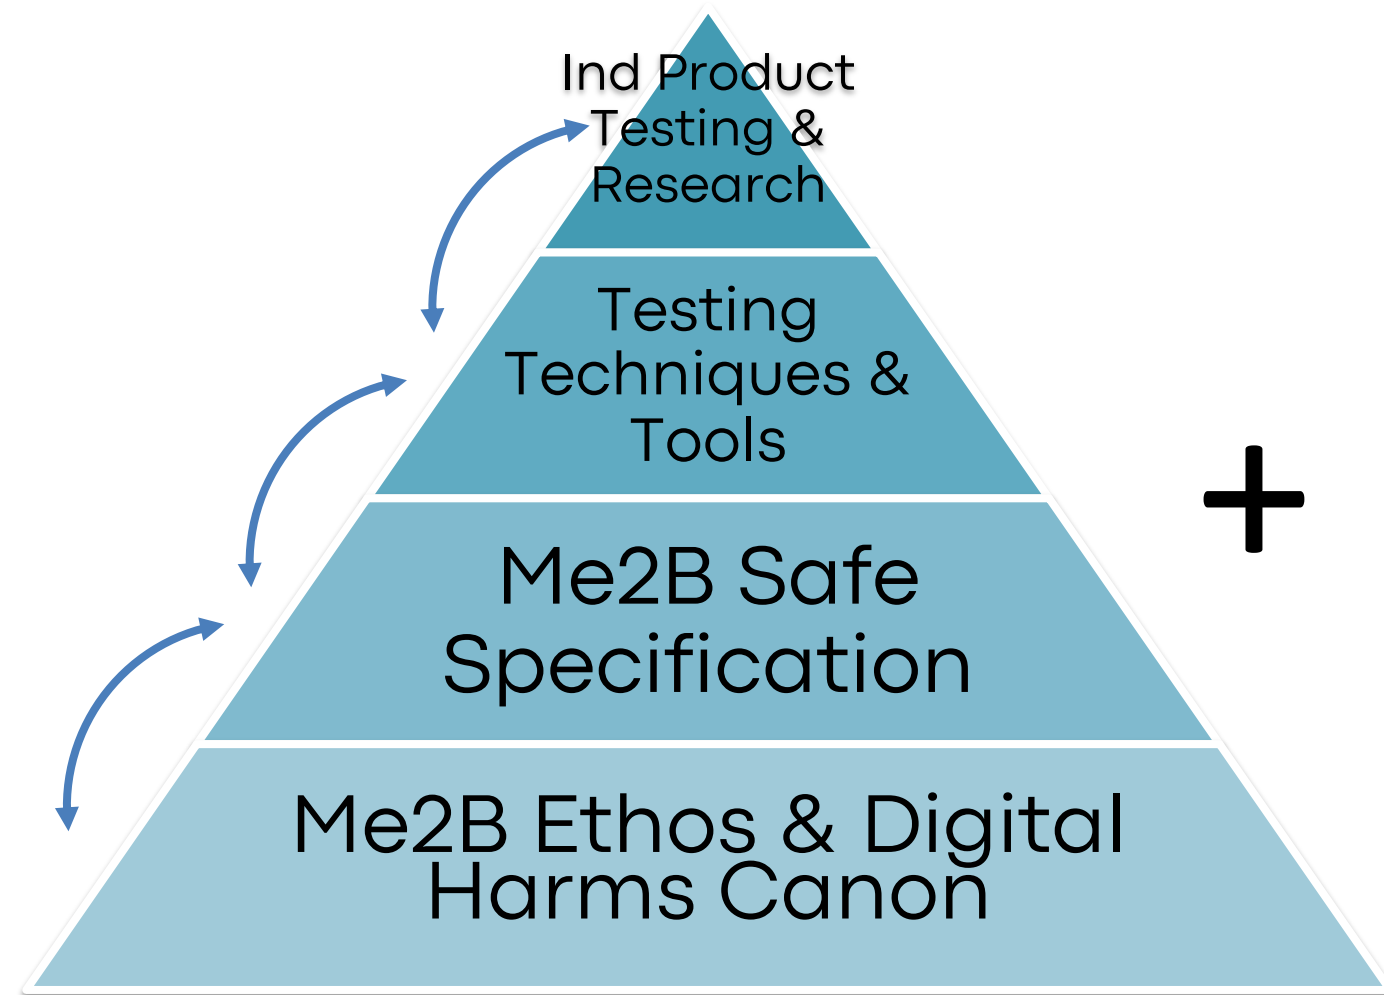 Ind Product
Testing &
Research
Testing
Techniques &
Tools
+
Me2B Safe
Specification
Me2B Ethos & Digital
Harms Canon